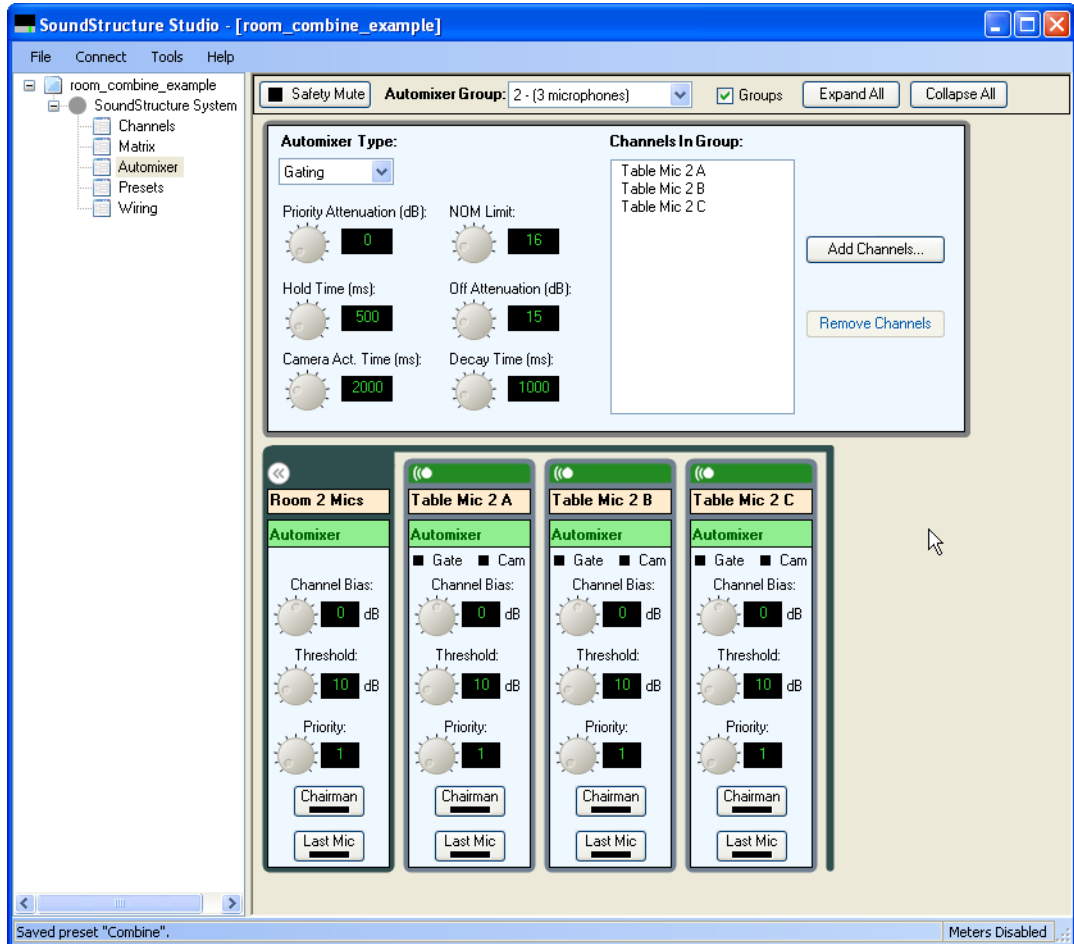 SoundStructure Studio - [room_combine_example]
File Connect Tools Help
room_combine_example
SoundStructure System
Channels
Matrix
Automixer
Presets
Wiring
Safety Mute Automixer Group: 2 - (3 microphones) Groups Expand All Collapse All
Automixer Type:
Gating
Priority Attenuation (dB): NOM Limit:
0 16
Hold Time (ms): Off Attenuation (dB):
500 15
Camera Act. Time (ms): Decay Time (ms):
2000 1000
Channels In Group:
Table Mic 2 A
Table Mic 2 B
Table Mic 2 C
Add Channels...
Remove Channels
Room 2 Mics
Automixer
Channel Bias:
0 dB
Threshold:
10 dB
Priority:
1
Chairman
Last Mic
Table Mic 2 A
Automixer
Gate Cam
Channel Bias:
0 dB
Threshold:
10 dB
Priority:
1
Chairman
Last Mic
Table Mic 2 B
Automixer
Gate Cam
Channel Bias:
0 dB
Threshold:
10 dB
Priority:
1
Chairman
Last Mic
Table Mic 2 C
Automixer
Gate Cam
Channel Bias:
0 dB
Threshold:
10 dB
Priority:
1
Chairman
Last Mic
Saved preset "Combine". Meters Disabled